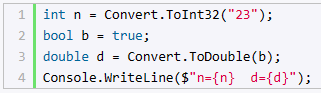 1 int n = Convert.ToInt32("23");
2 bool b = true;
3 double d = Convert.ToDouble(b);
4 Console.WriteLine($"n={n}  d={d}");